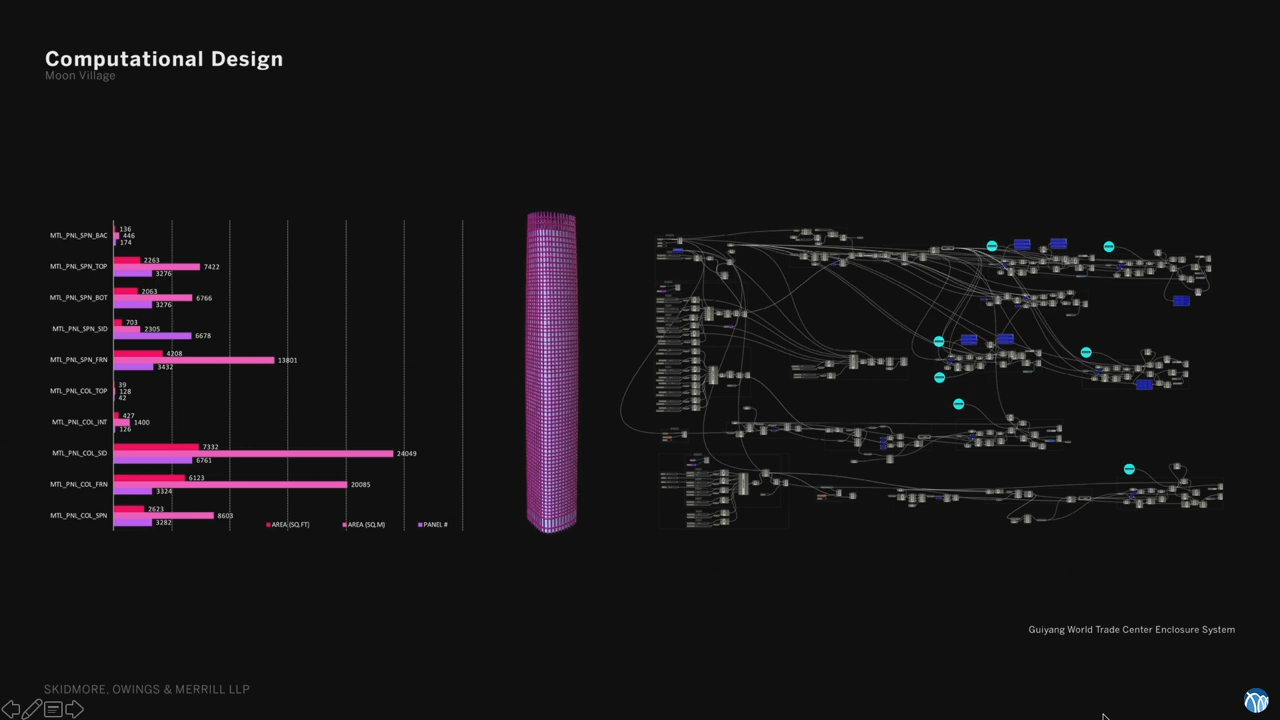 Computational Design
Moon Village
MTL_PNL_SPN_BAC
136
446
174
MTL_PNL_SPN_TOP
2263
7422
3276
MTL_PNL_SPN_BOT
2063
6766
3276
MTL_PNL_SPN_SID
703
2305
6678
MTL_PNL_SPN_FRN
4208
13801
3432
MTL_PNL_COL_TOP
39
128
42
MTL_PNL_COL_INT
427
1400
126
MTL_PNL_COL_SID
7332
24049
6761
MTL_PNL_COL_FRN
6123
20085
3324
MTL_PNL_COL_SPN
2623
8603
3282
AREA (SQ.FT) AREA (SQ.M) PANEL #
Guiyang World Trade Center Enclosure System
SKIDMORE, OWINGS & MERRILL LLP